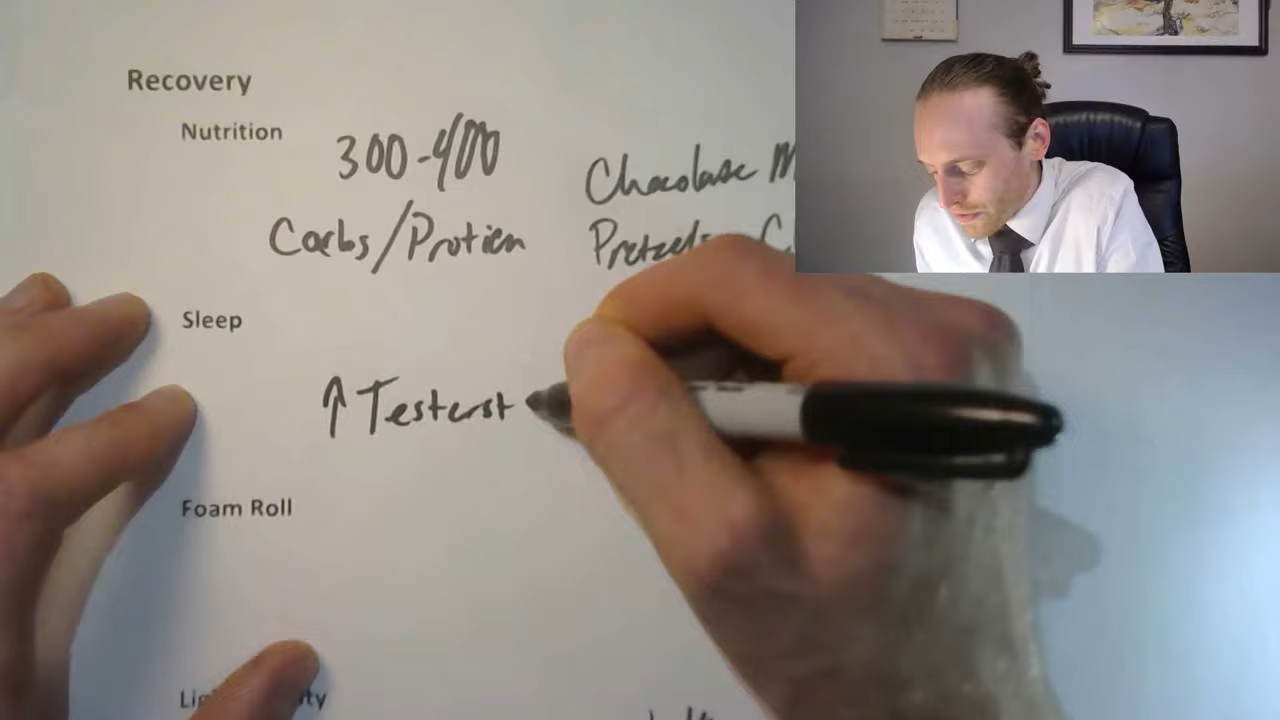 Recovery
Nutrition
300-400
Chocolate M
Carbs/Protien
Pretzels C
Sleep
↑ Testerst
Foam Roll